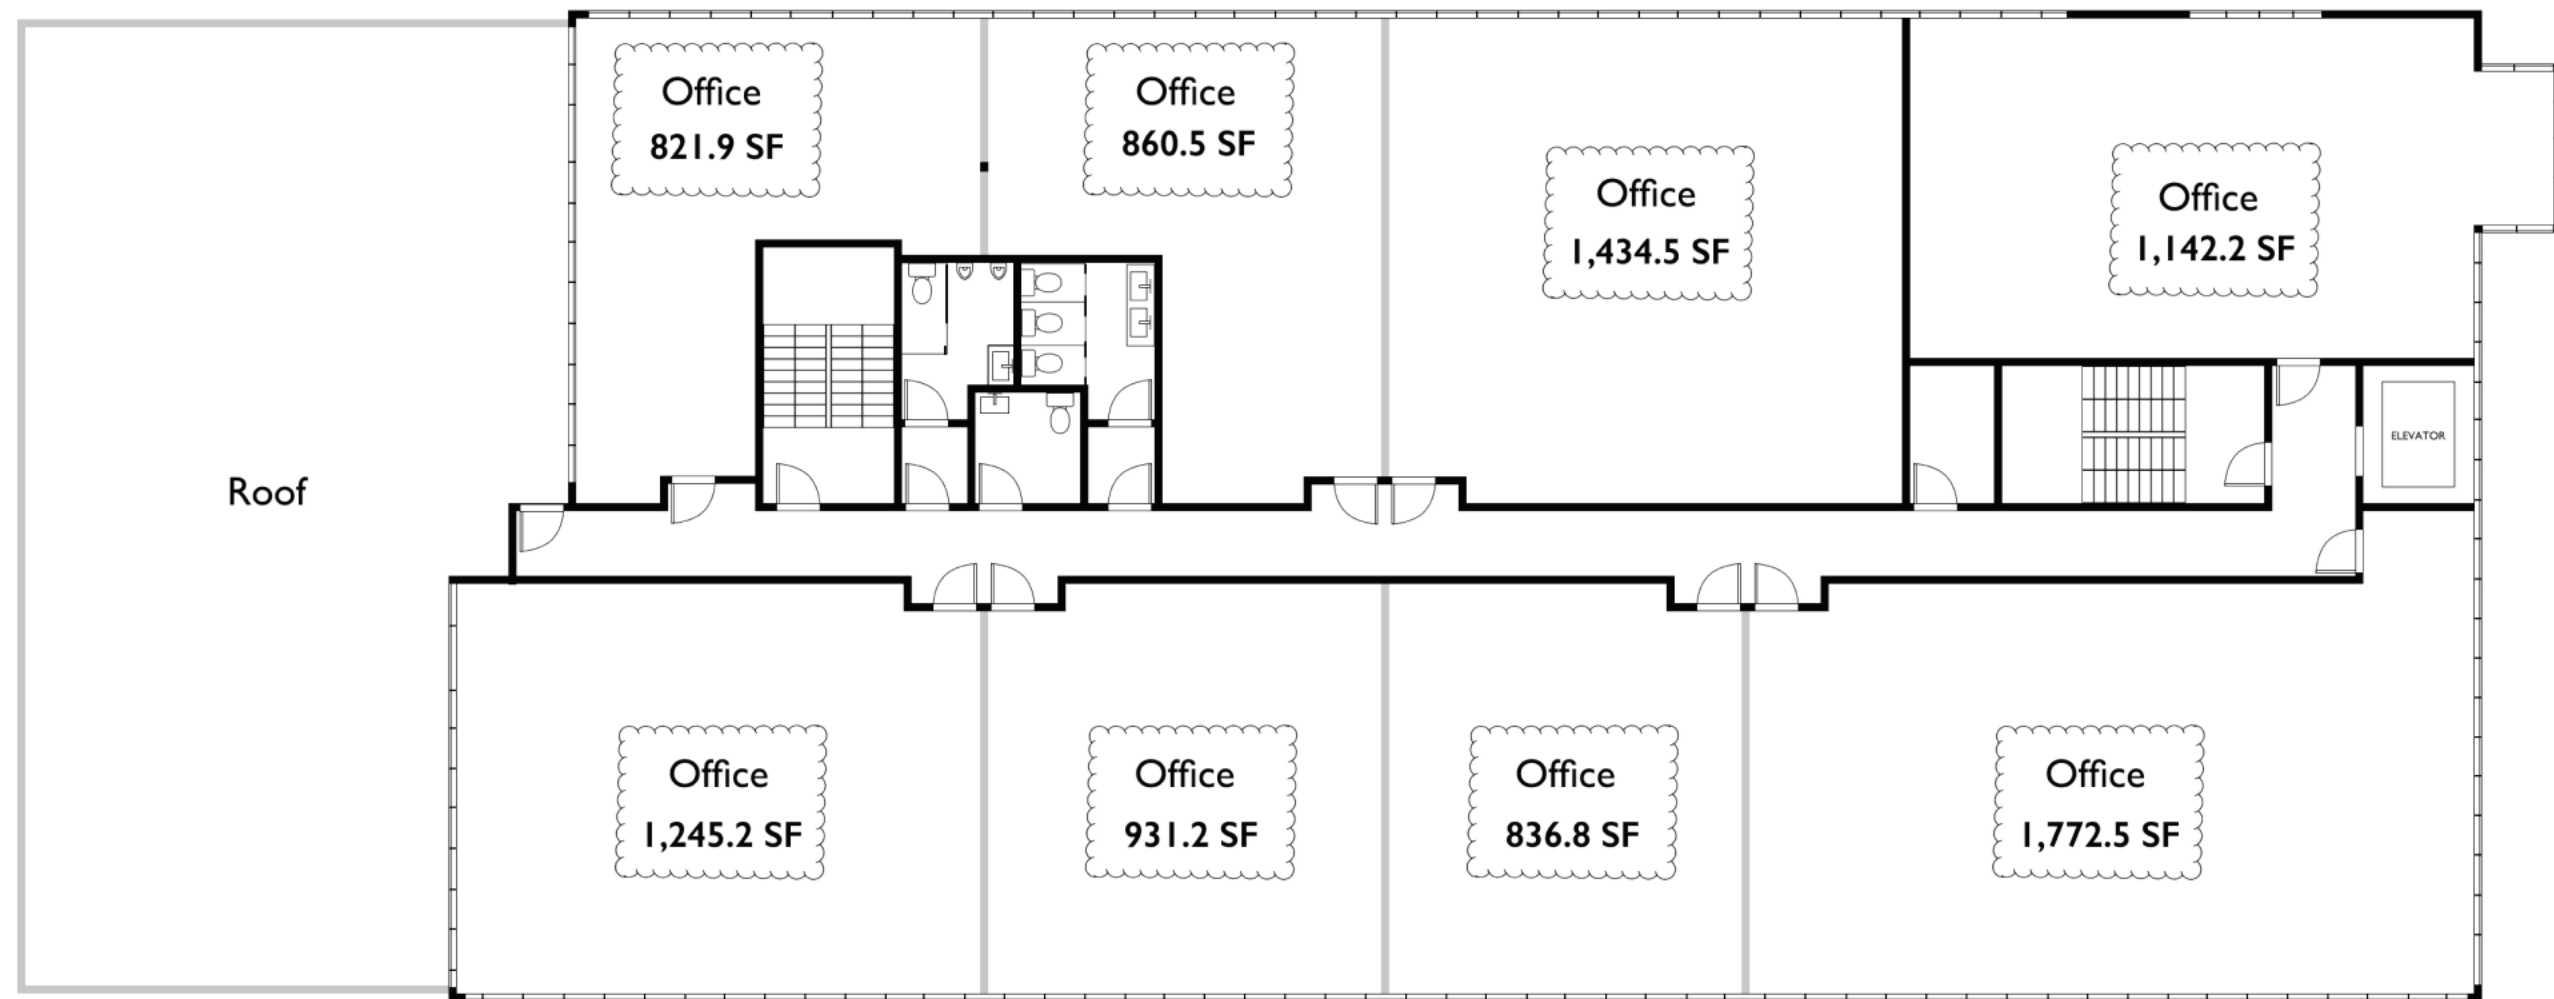 Office
821.9 SF
Office
860.5 SF
Office
1,434.5 SF
Office
1,142.2 SF
ELEVATOR
Roof
Office
1,245.2 SF
Office
931.2 SF
Office
836.8 SF
Office
1,772.5 SF